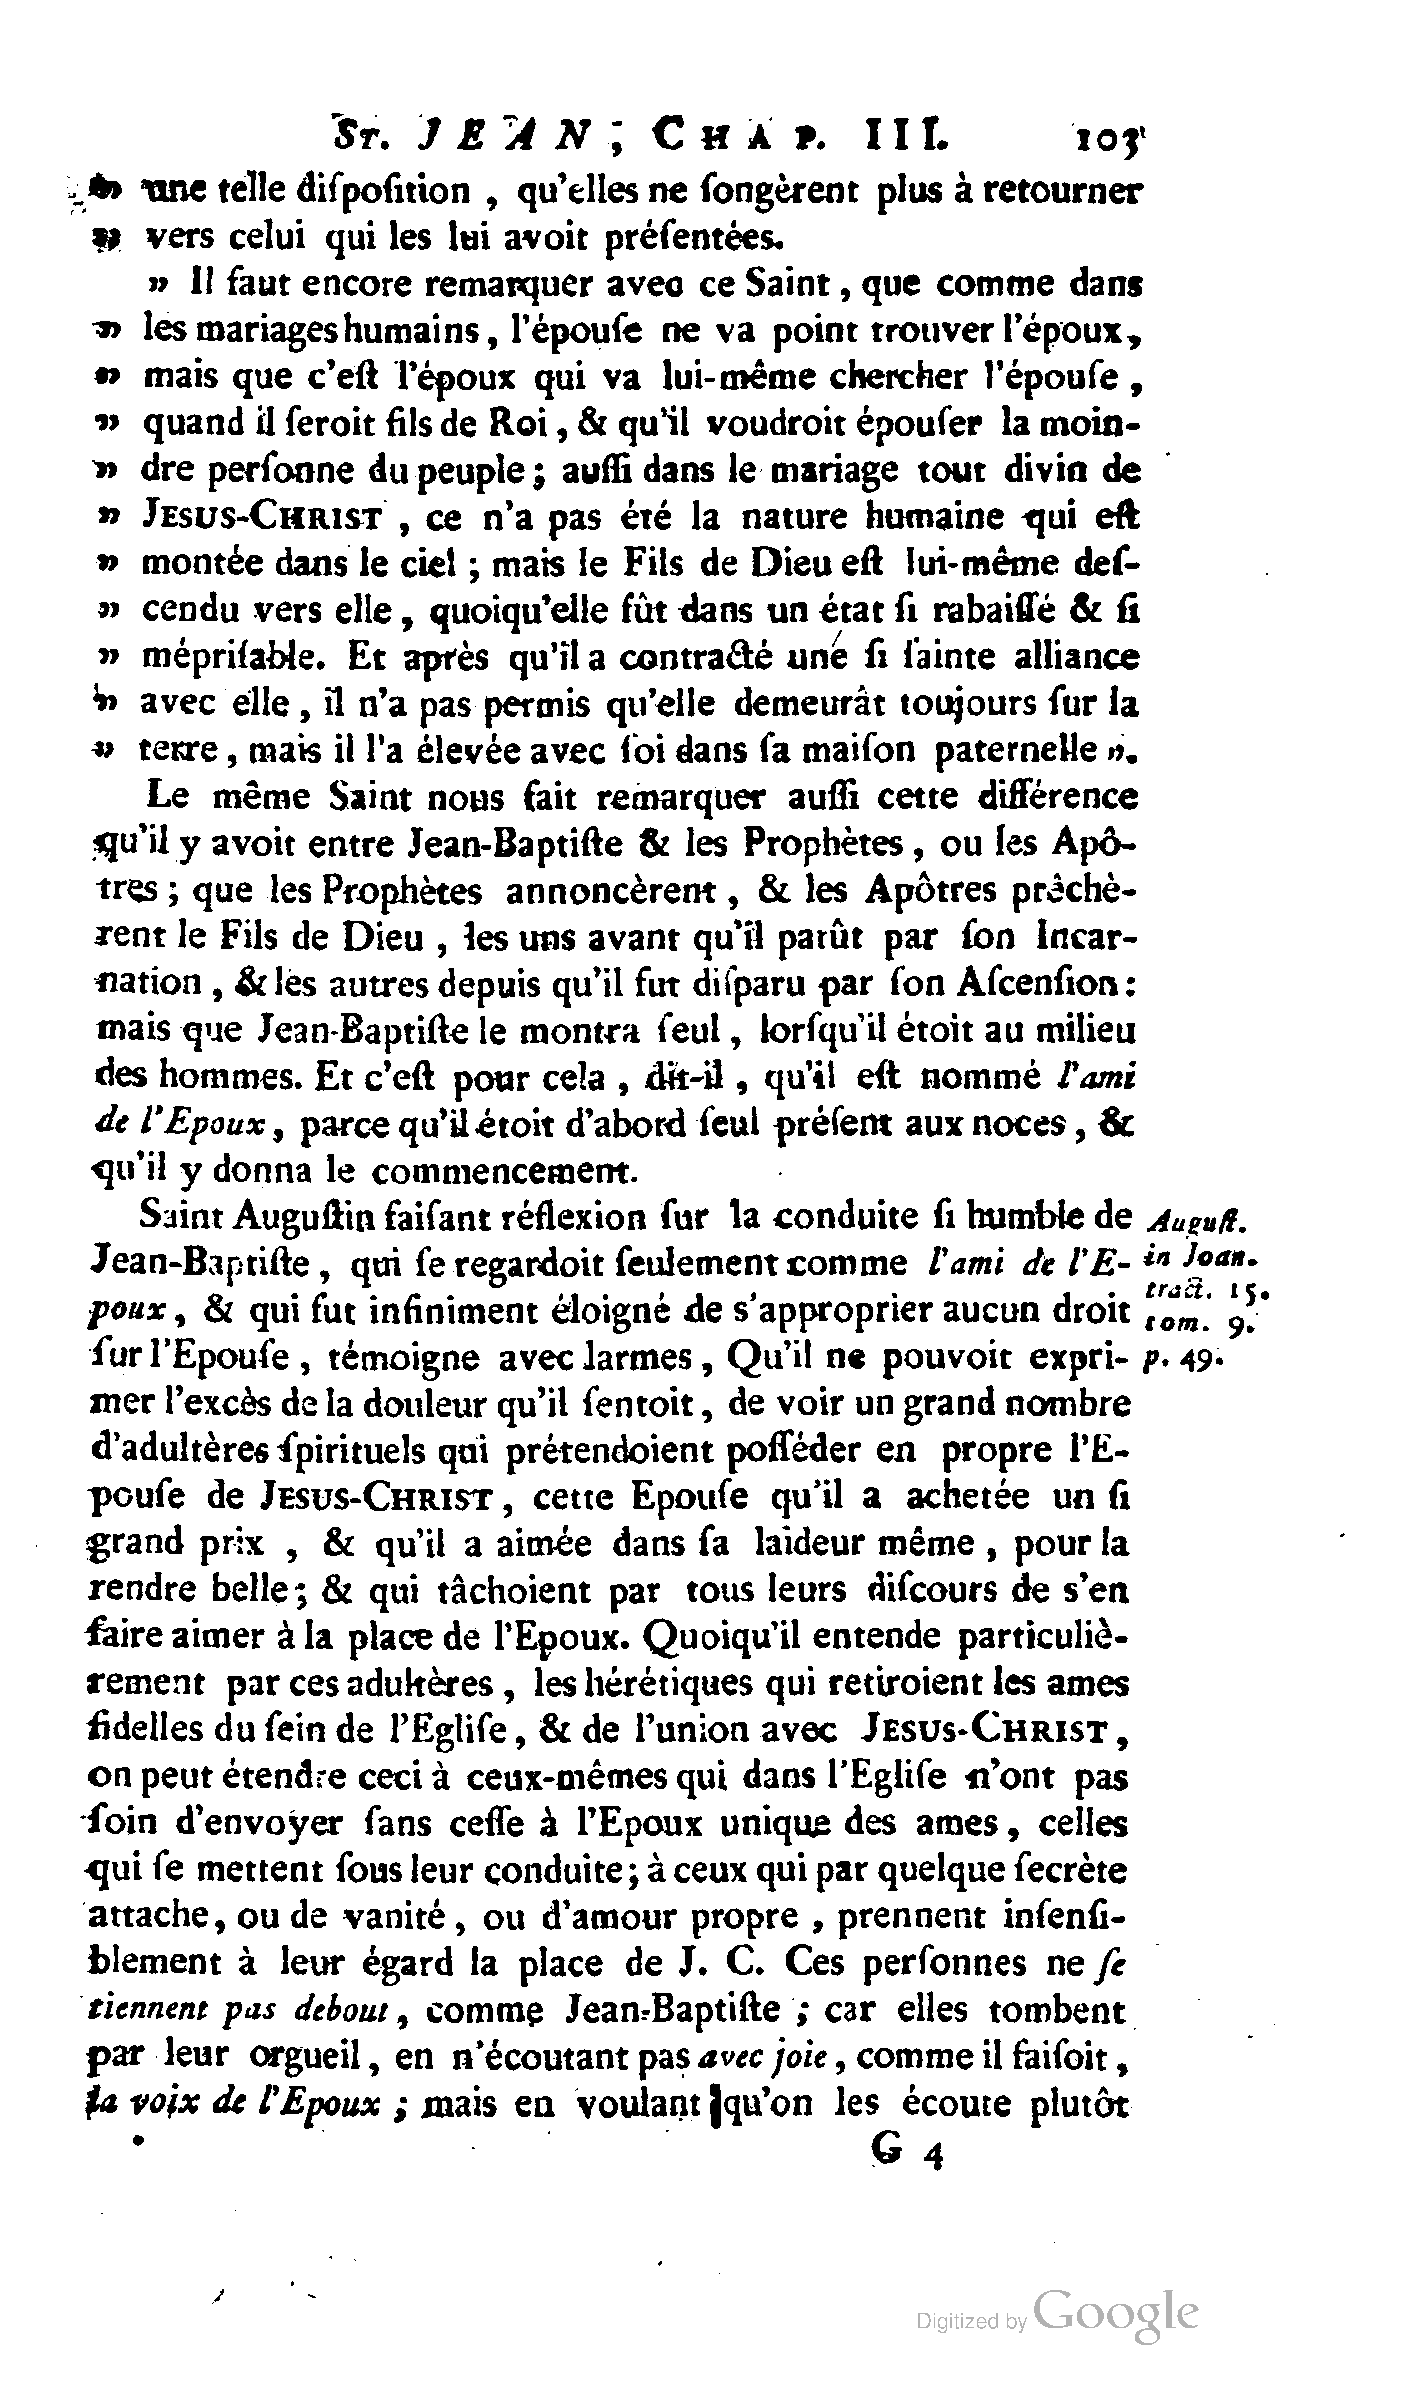 St. JEAN, CHAP. III. 103
» une telle diſpoſition, qu'elles ne ſongèrent plus à retourner
» vers celui qui les lui avoit préſentées.
» Il faut encore remarquer avec ce Saint, que comme dans
» les mariages humains, l'épouſe ne va point trouver l'époux,
» mais que c'eſt l'époux qui va lui-même chercher l'épouſe,
» quand il ſeroit fils de Roi, & qu'il voudroit épouſer la moin-
» dre perſonne du peuple; auſſi dans le mariage tout divin de
» JESUS-CHRIST, ce n'a pas été la nature humaine qui eſt
» montée dans le ciel; mais le Fils de Dieu eſt lui-même deſ-
» cendu vers elle, quoiqu'elle fût dans un état ſi rabaiſſé & ſi
» mépriſable. Et après qu'il a contracté une ſi ſainte alliance
» avec elle, il n'a pas permis qu'elle demeurât toujours ſur la
» terre, mais il l'a élevée avec ſoi dans ſa maiſon paternelle ».
Le même Saint nous fait remarquer auſſi cette différence
qu'il y avoit entre Jean-Baptiſte & les Prophètes, ou les Apô-
tres; que les Prophètes annoncèrent, & les Apôtres prêchè-
rent le Fils de Dieu, les uns avant qu'il parût par ſon Incar-
nation, & les autres depuis qu'il fut diſparu par ſon Aſcenſion:
mais que Jean-Baptiſte le montra ſeul, lorſqu'il étoit au milieu
des hommes. Et c'eſt pour cela, dit-il, qu'il eſt nommé l'ami
de l'Epoux, parce qu'il étoit d'abord ſeul préſent aux noces, &
qu'il y donna le commencement.
Saint Auguſtin faiſant réflexion ſur la conduite ſi humble de
Jean-Baptiſte, qui ſe regardoit ſeulement comme l'ami de l'E-
poux, & qui fut infiniment éloigné de s'approprier aucun droit
ſur l'Epouſe, témoigne avec larmes, Qu'il ne pouvoit expri-
mer l'excès de la douleur qu'il ſentoit, de voir un grand nombre
d'adultères ſpirituels qui prétendoient poſſéder en propre l'E-
pouſe de JESUS-CHRIST, cette Epouſe qu'il a achetée un ſi
grand prix, & qu'il a aimée dans ſa laideur même, pour la
rendre belle; & qui tâchoient par tous leurs diſcours de s'en
faire aimer à la place de l'Epoux. Quoiqu'il entende particuliè-
rement par ces adultères, les hérétiques qui retiroient les ames
fidelles du ſein de l'Egliſe, & de l'union avec JESUS-CHRIST,
on peut étendre ceci à ceux-mêmes qui dans l'Egliſe n'ont pas
ſoin d'envoyer ſans ceſſe à l'Epoux unique des ames, celles
qui ſe mettent ſous leur conduite; à ceux qui par quelque ſecrète
attache, ou de vanité, ou d'amour propre, prennent inſenſi-
blement à leur égard la place de J. C. Ces perſonnes ne ſe
tiennent pas debout, comme Jean-Baptiſte; car elles tombent
par leur orgueil, en n'écoutant pas avec joie, comme il faiſoit,
la voix de l'Epoux; mais en voulant qu'on les écoute plutôt
G 4
Auguſt.
in Joan.
tract. 15.
tom. 9.
p. 49.
Digitized by Google